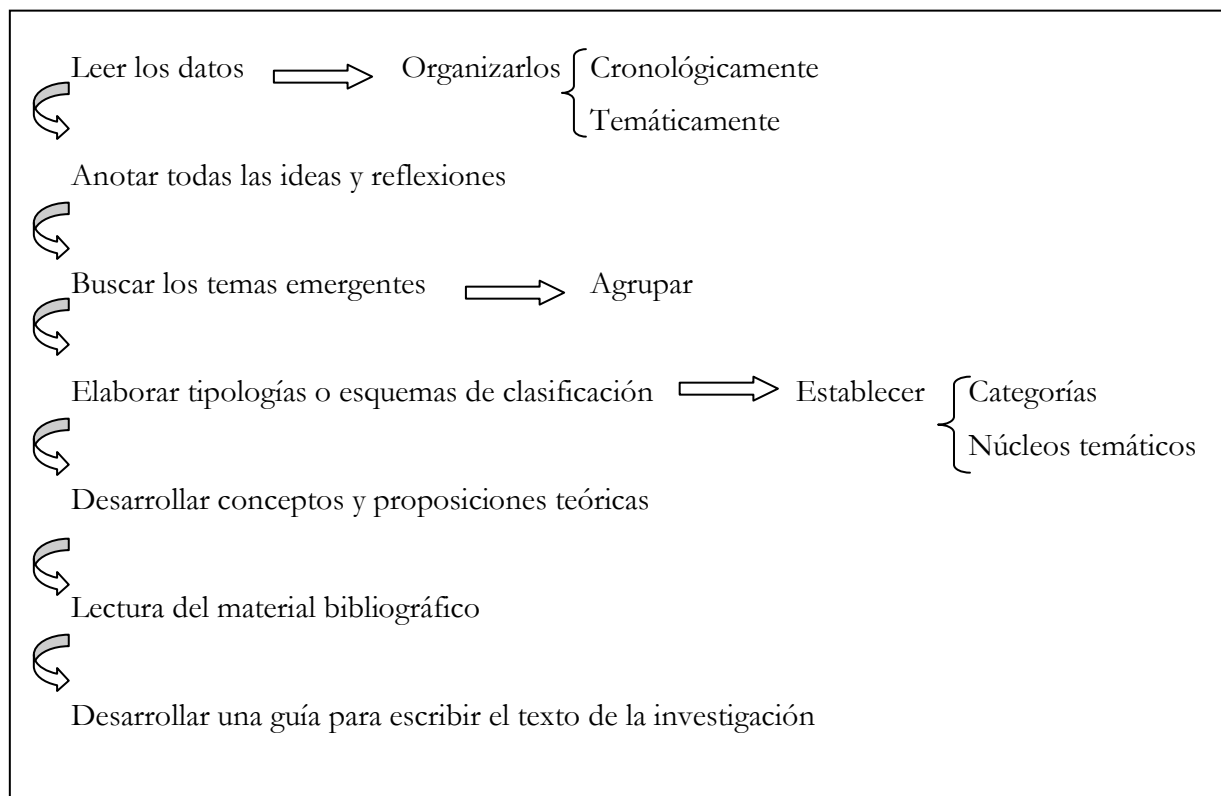 Leer los datos Organizarlos Cronológicamente
Temáticamente
Anotar todas las ideas y reflexiones
Buscar los temas emergentes Agrupar
Elaborar tipologías o esquemas de clasificación Establecer Categorías
Núcleos temáticos
Desarrollar conceptos y proposiciones teóricas
Lectura del material bibliográfico
Desarrollar una guía para escribir el texto de la investigación